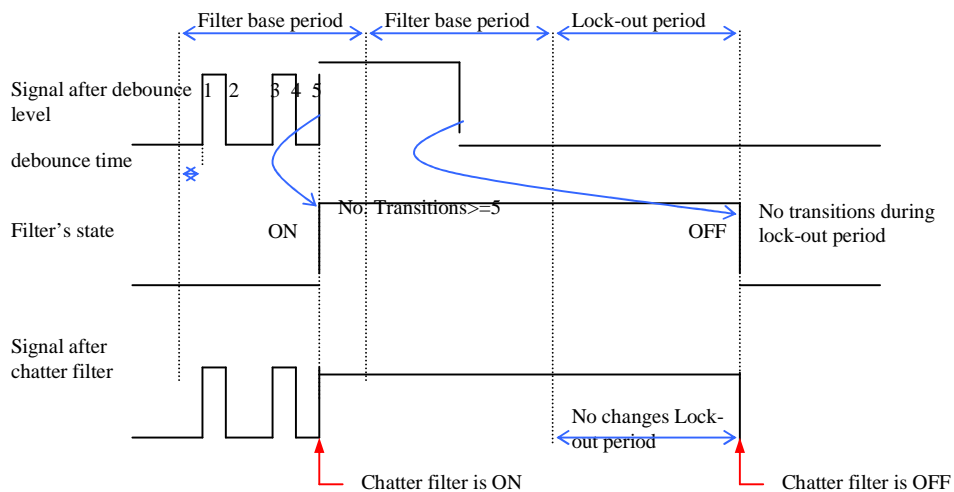 Filter base period Filter base period Lock-out period
Signal after debounce level
1 2 3 4 5
debounce time
No: Transitions>=5
Filter's state ON OFF
No transitions during
lock-out period
Signal after
chatter filter
No changes Lock-
out period
Chatter filter is ON Chatter filter is OFF